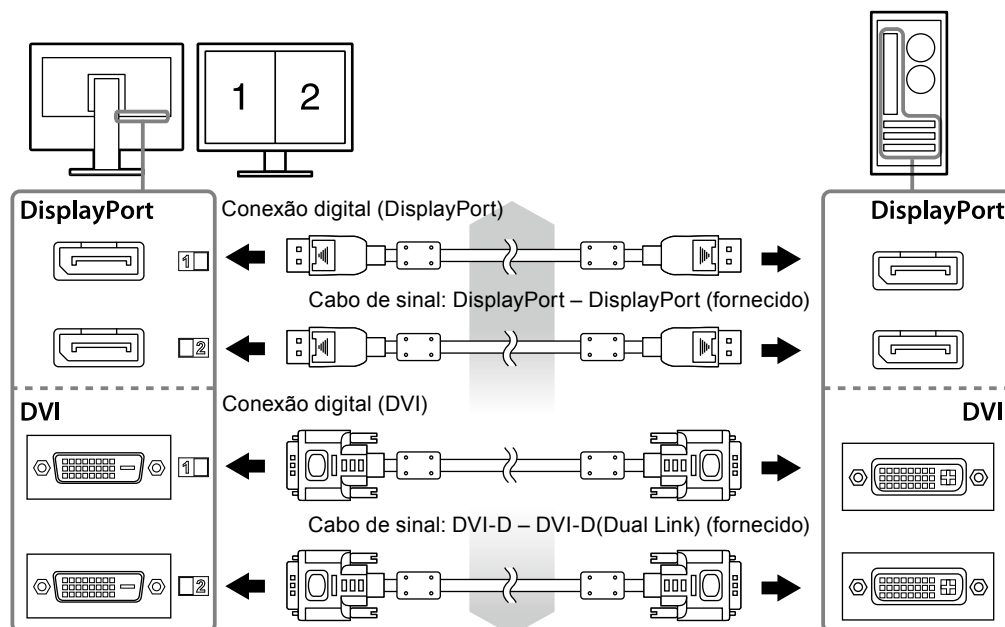 1 2
DisplayPort
Conexão digital (DisplayPort)
DisplayPort
1
Cabo de sinal: DisplayPort – DisplayPort (fornecido)
2
DVI
Conexão digital (DVI)
DVI
1
Cabo de sinal: DVI-D – DVI-D(Dual Link) (fornecido)
2